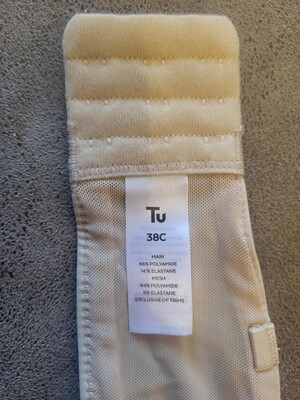 Tu
38C
MAIN
86% POLYAMIDE
14% ELASTANE
MESH
94% POLYAMIDE
6% ELASTANE
EXCLUSIVE OF TRIMS